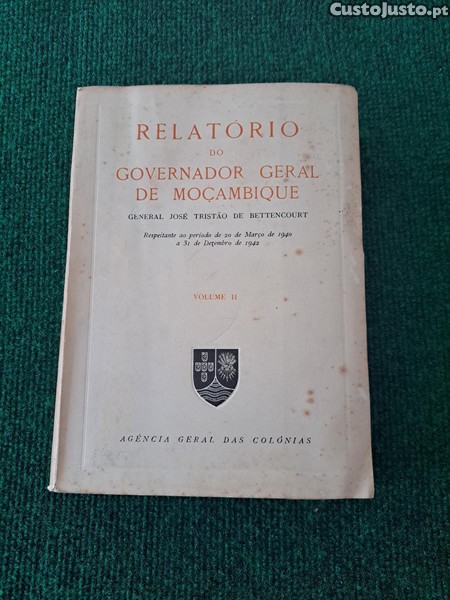 CustoJusto.pt
RELATÓRIO
DO
GOVERNADOR GERAL
DE MOÇAMBIQUE
GENERAL JOSÉ TRISTÃO DE BETTENCOURT
Respeitante ao período de 20 de Março de 1940
a 31 de Dezembro de 1942
VOLUME II
AGÊNCIA GERAL DAS COLÓNIAS